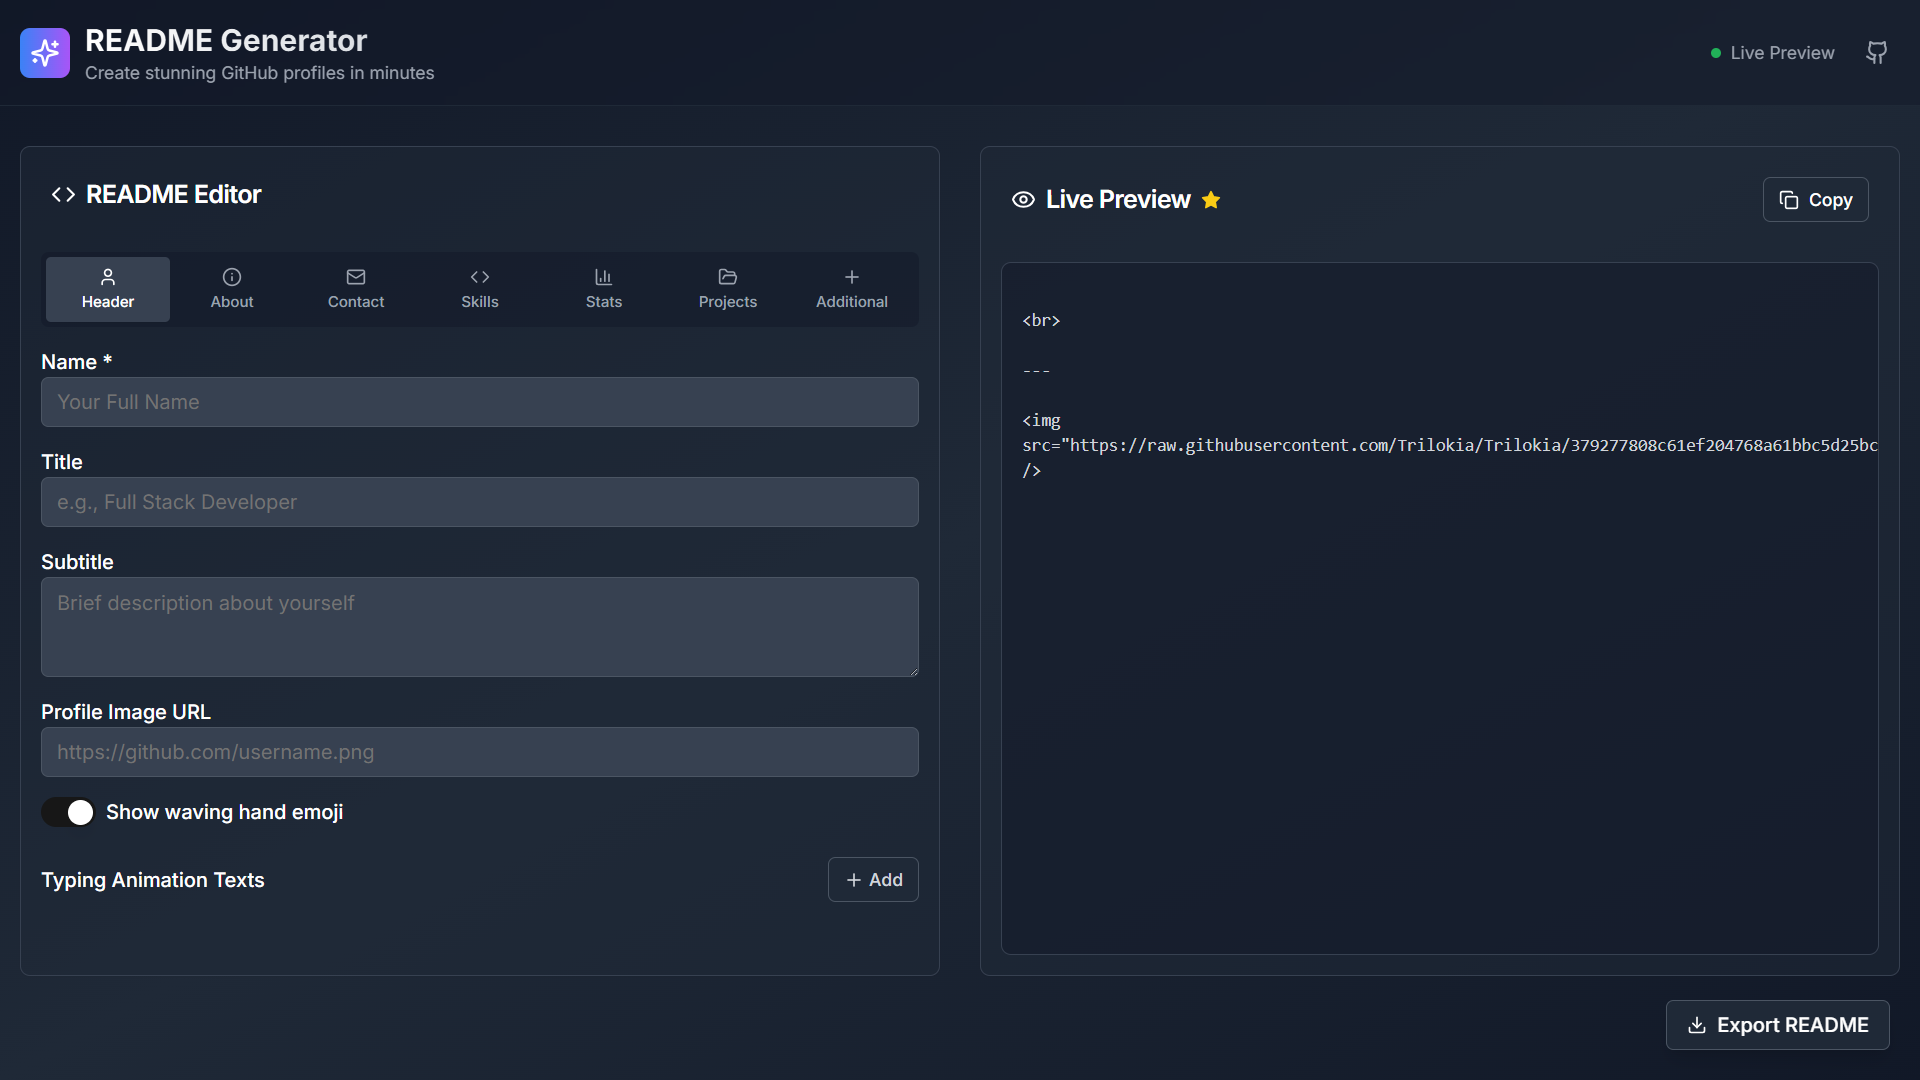 README Generator
Create stunning GitHub profiles in minutes
Live Preview
README Editor
Header
About
Contact
Skills
Stats
Projects
Additional
Name *
Your Full Name
Title
e.g., Full Stack Developer
Subtitle
Brief description about yourself
Profile Image URL
https://github.com/username.png
Show waving hand emoji
Typing Animation Texts
Add
Live Preview
Copy
<br>
---
<img
src="https://raw.githubusercontent.com/Trilokia/Trilokia/379277808c61ef204768a61bbc5d25bc
/>
Export README